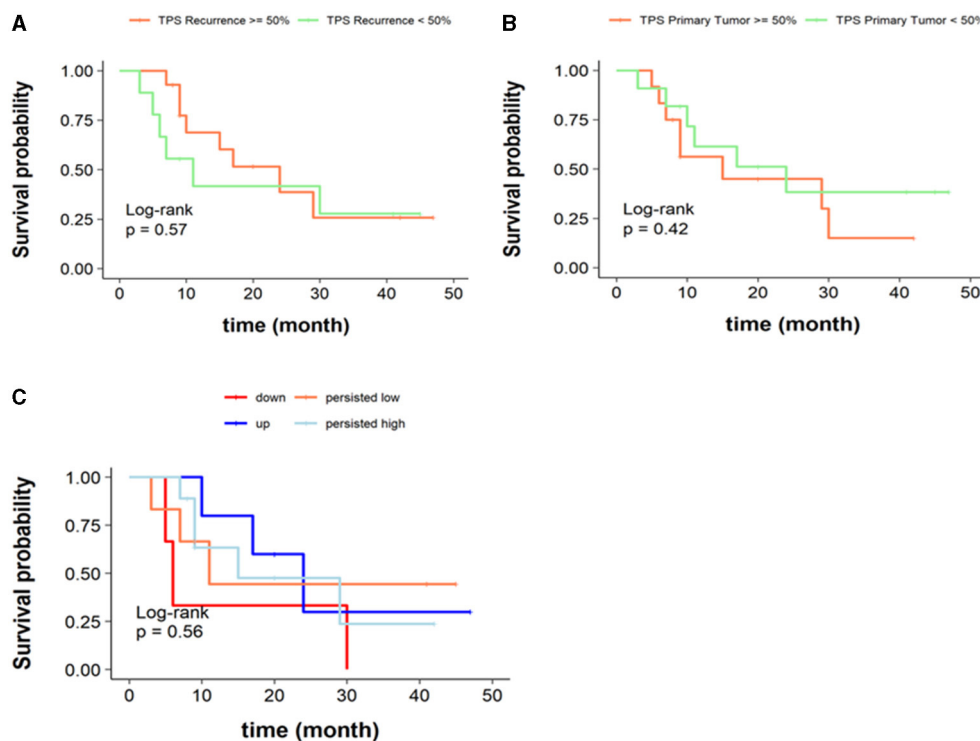 A
TPS Recurrence >= 50% TPS Recurrence < 50%
1.00
0.75
0.50
0.25
0.00
Survival probability
Log-rank
p = 0.57
0 10 20 30 40 50
time (month)
B
TPS Primary Tumor >= 50% TPS Primary Tumor < 50%
1.00
0.75
0.50
0.25
0.00
Survival probability
Log-rank
p = 0.42
0 10 20 30 40 50
time (month)
C
down persisted low
up persisted high
1.00
0.75
0.50
0.25
0.00
Survival probability
Log-rank
p = 0.56
0 10 20 30 40 50
time (month)